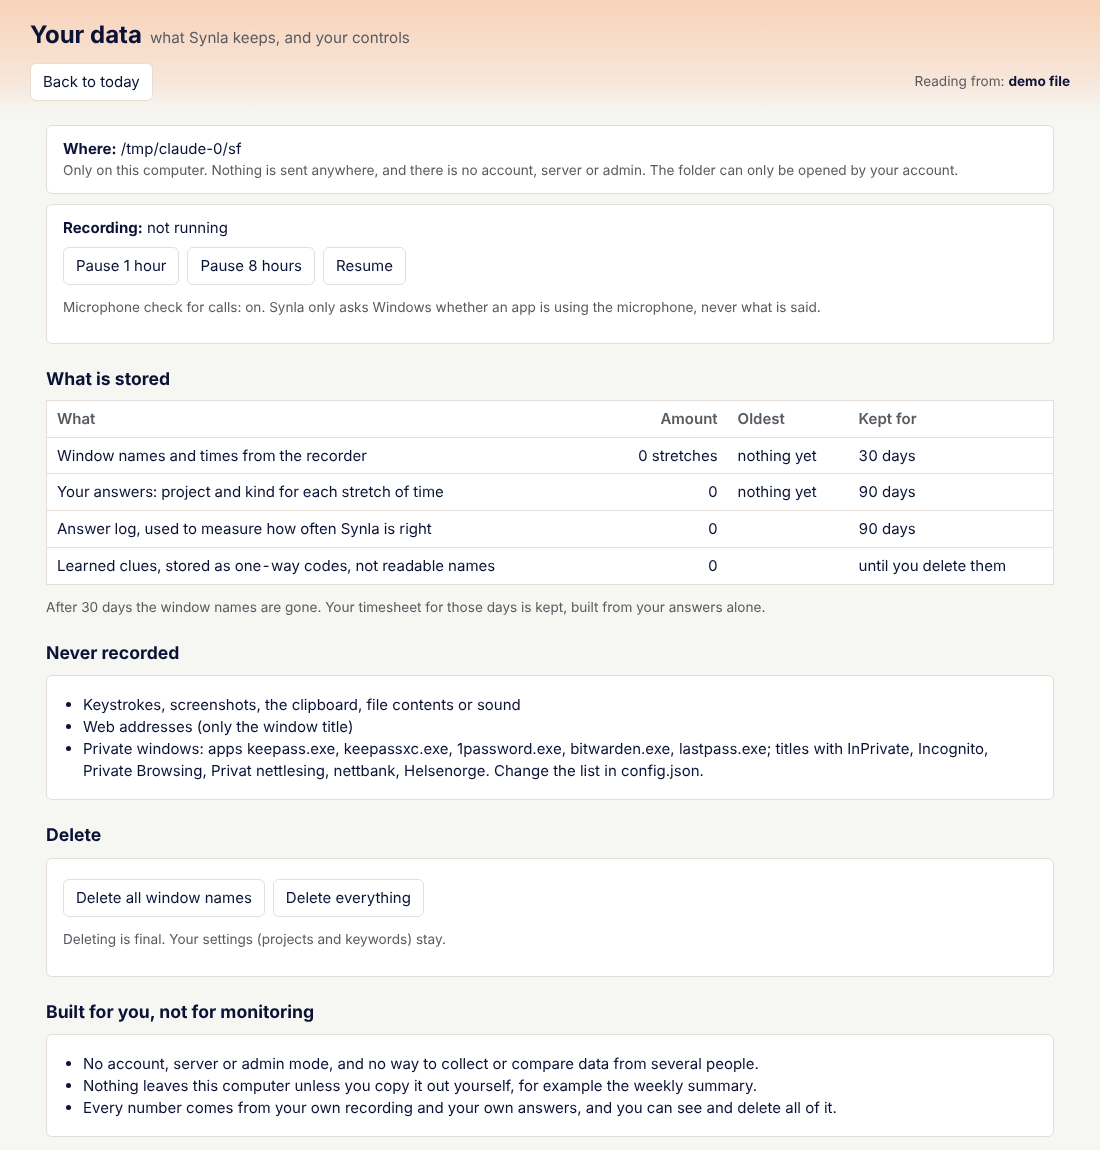 Your data what Synla keeps, and your controls
Back to today
Reading from: demo file
Where: /tmp/claude-0/sf
Only on this computer. Nothing is sent anywhere, and there is no account, server or admin. The folder can only be opened by your account.
Recording: not running
Pause 1 hour Pause 8 hours Resume
Microphone check for calls: on. Synla only asks Windows whether an app is using the microphone, never what is said.
What is stored
What Amount Oldest Kept for
Window names and times from the recorder 0 stretches nothing yet 30 days
Your answers: project and kind for each stretch of time 0 nothing yet 90 days
Answer log, used to measure how often Synla is right 0 90 days
Learned clues, stored as one-way codes, not readable names 0 until you delete them
After 30 days the window names are gone. Your timesheet for those days is kept, built from your answers alone.
Never recorded
• Keystrokes, screenshots, the clipboard, file contents or sound
• Web addresses (only the window title)
• Private windows: apps keepass.exe, keepassxc.exe, 1password.exe, bitwarden.exe, lastpass.exe; titles with InPrivate, Incognito,
Private Browsing, Privat nettlesing, nettbank, Helsenorge. Change the list in config.json.
Delete
Delete all window names Delete everything
Deleting is final. Your settings (projects and keywords) stay.
Built for you, not for monitoring
• No account, server or admin mode, and no way to collect or compare data from several people.
• Nothing leaves this computer unless you copy it out yourself, for example the weekly summary.
• Every number comes from your own recording and your own answers, and you can see and delete all of it.